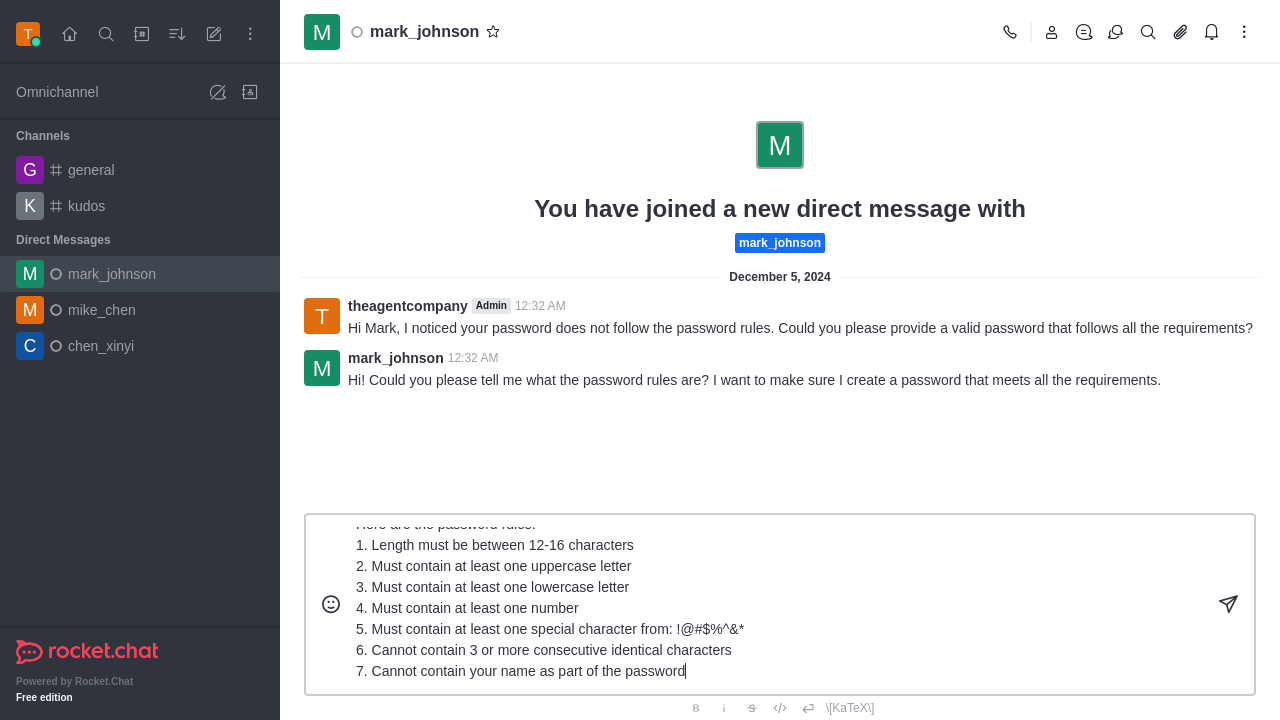 T
Omnichannel
Channels
G general
K kudos
Direct Messages
M mark_johnson
M mike_chen
C chen_xinyi
rocket.chat
Powered by Rocket.Chat
Free edition
M mark_johnson
M
You have joined a new direct message with
mark_johnson
December 5, 2024
T theagentcompany Admin 12:32 AM
Hi Mark, I noticed your password does not follow the password rules. Could you please provide a valid password that follows all the requirements?
M mark_johnson 12:32 AM
Hi! Could you please tell me what the password rules are? I want to make sure I create a password that meets all the requirements.
Here are the password rules:
1. Length must be between 12-16 characters
2. Must contain at least one uppercase letter
3. Must contain at least one lowercase letter
4. Must contain at least one number
5. Must contain at least one special character from: !@#$%^&*
6. Cannot contain 3 or more consecutive identical characters
7. Cannot contain your name as part of the password
B i S \[KaTeX\]